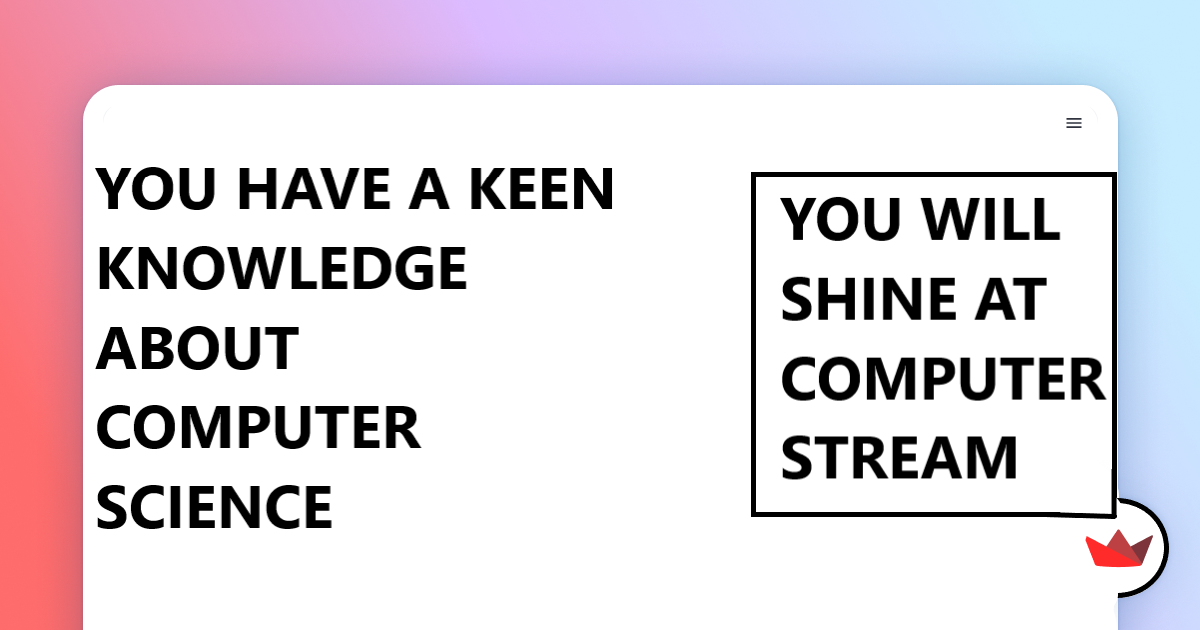 YOU HAVE A KEEN
KNOWLEDGE
ABOUT
COMPUTER
SCIENCE
YOU WILL
SHINE AT
COMPUTER
STREAM